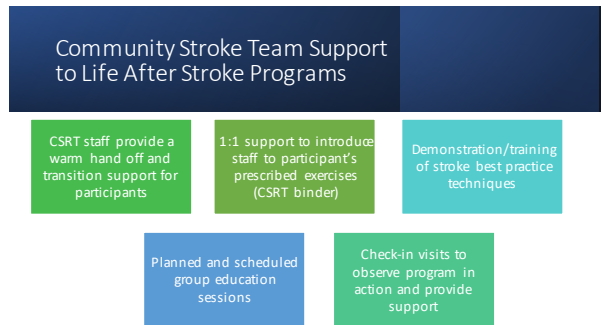 Community Stroke Team Support
to Life After Stroke Programs
CSRT staff provide a
warm hand off and
transition support for
participants
1:1 support to introduce
staff to participant's
prescribed exercises
(CSRT binder)
Demonstration/training
of stroke best practice
techniques
Planned and scheduled
group education
sessions
Check-in visits to
observe program in
action and provide
support